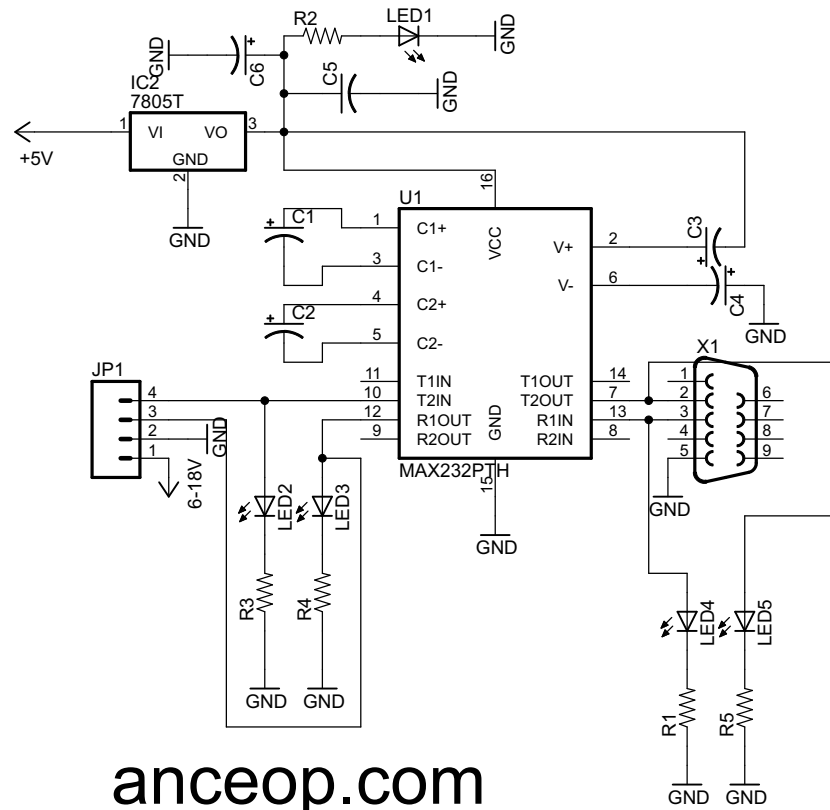 R2
LED1
GND
GND
C6
C5
GND
IC2
7805T
1
VI
VO
3
GND
2
+5V
GND
16
U1
C1
1
C1+
VCC
V+
2
C3
3
C1-
V-
6
C4
4
C2+
C2
5
C2-
GND
X1
JP1
11
T1IN
T1OUT
14
1
4
10
T2IN
T2OUT
7
2
6
3
12
R1OUT
R1IN
13
3
7
2
GND
9
R2OUT
GND
R2IN
8
4
8
1
5
9
6-18V
MAX232PTH
15
GND
LED2
LED3
GND
R3
R4
LED4
LED5
GND
GND
R1
R5
GND
GND
anceop.com